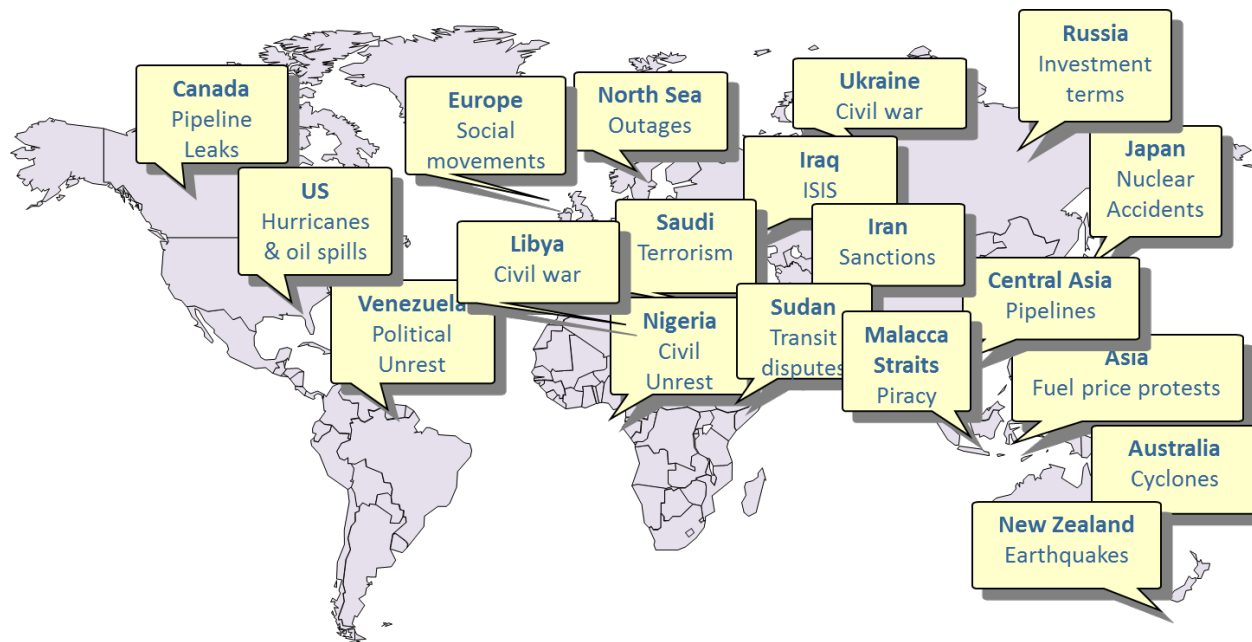 Canada
Pipeline
Leaks
US
Hurricanes
& oil spills
Venezuela
Political
Unrest
Europe
Social
movements
North Sea
Outages
Libya
Civil war
Saudi
Terrorism
Nigeria
Civil
Unrest
Ukraine
Civil war
Iraq
ISIS
Iran
Sanctions
Sudan
Transit
disputes
Malacca
Straits
Piracy
Russia
Investment
terms
Japan
Nuclear
Accidents
Central Asia
Pipelines
Asia
Fuel price protests
Australia
Cyclones
New Zealand
Earthquakes